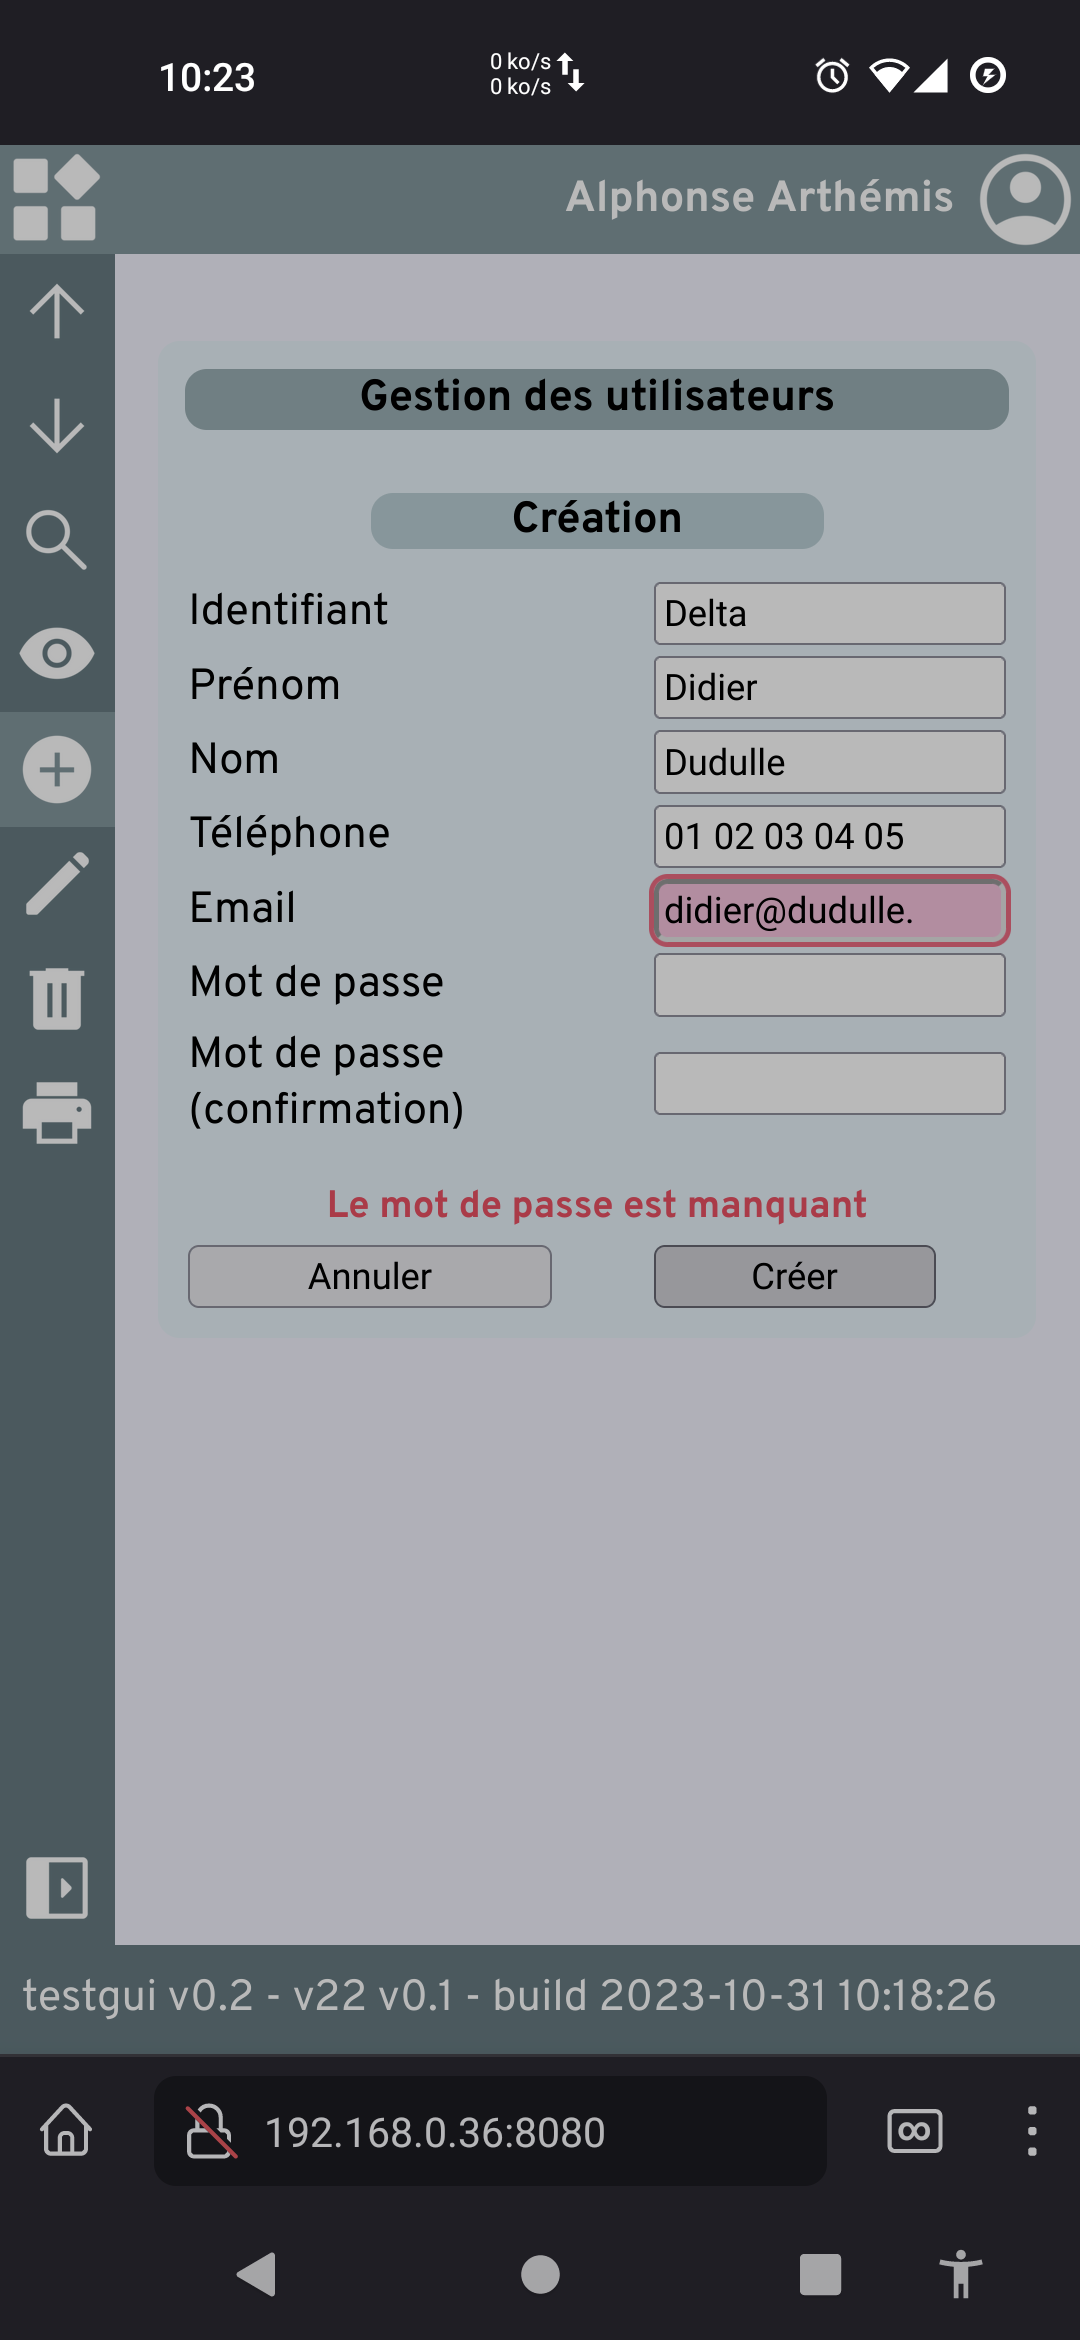 10:23
0 ko/s
0 ko/s
Alphonse Arthémis
Gestion des utilisateurs
Création
Identifiant Delta
Prénom Didier
Nom Dudulle
Téléphone 01 02 03 04 05
Email didier@dudulle.
Mot de passe
Mot de passe
(confirmation)
Le mot de passe est manquant
Annuler Créer
testgui v0.2 - v22 v0.1 - build 2023-10-31 10:18:26
192.168.0.36:8080